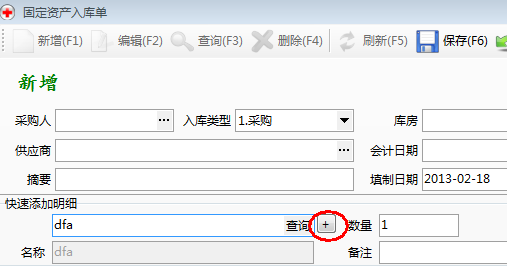 固定资产入库单
新增(F1) 编辑(F2) 查询(F3) 删除(F4) 刷新(F5) 保存(F6)
新增
采购人 ... 入库类型 1.采购 库房
供应商 ... 会计日期
摘要 填制日期 2013-02-18
快速添加明细
dfa 查询 + 数量 1
名称 dfa 备注